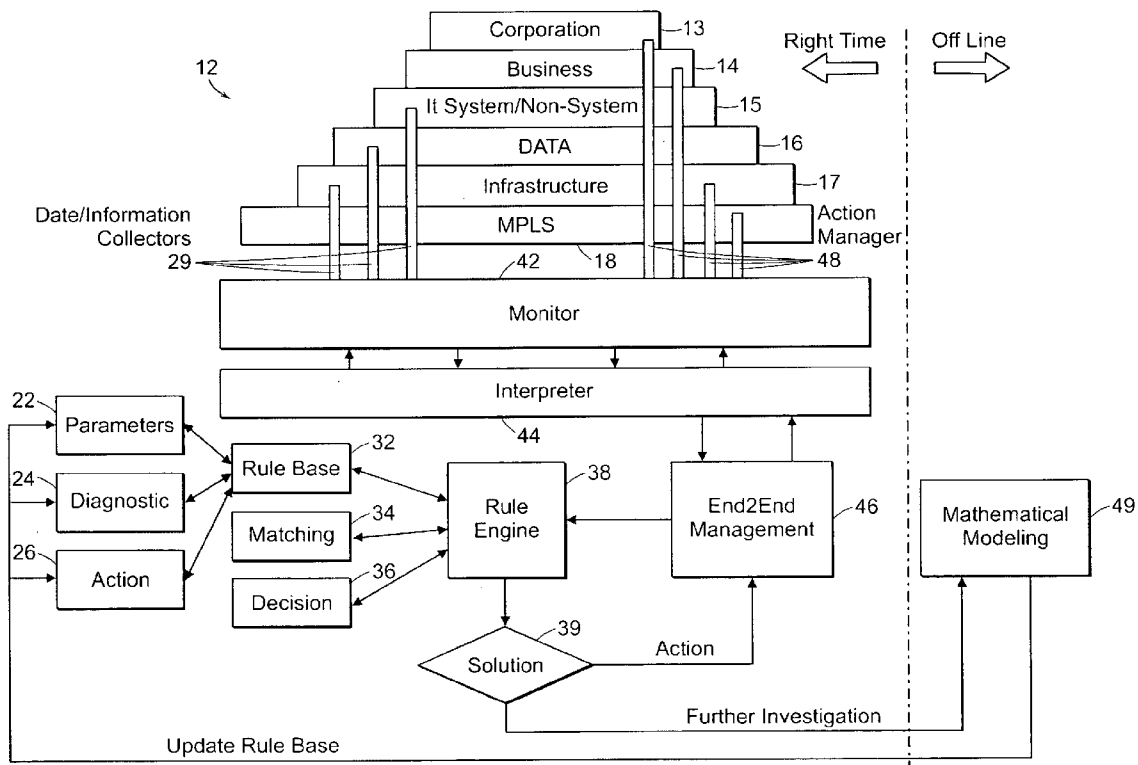 Corporation
13
Right Time
Off Line
12
Business
14
It System/Non-System
15
DATA
16
Infrastructure
17
Date/Information
Collectors
MPLS
Action
Manager
29
18
42
48
Monitor
Interpreter
44
22
Parameters
32
Rule Base
38
24
Diagnostic
34
Matching
Rule
Engine
End2End
Management
46
Mathematical
Modeling
49
26
Action
36
Decision
39
Solution
Action
Further Investigation
Update Rule Base